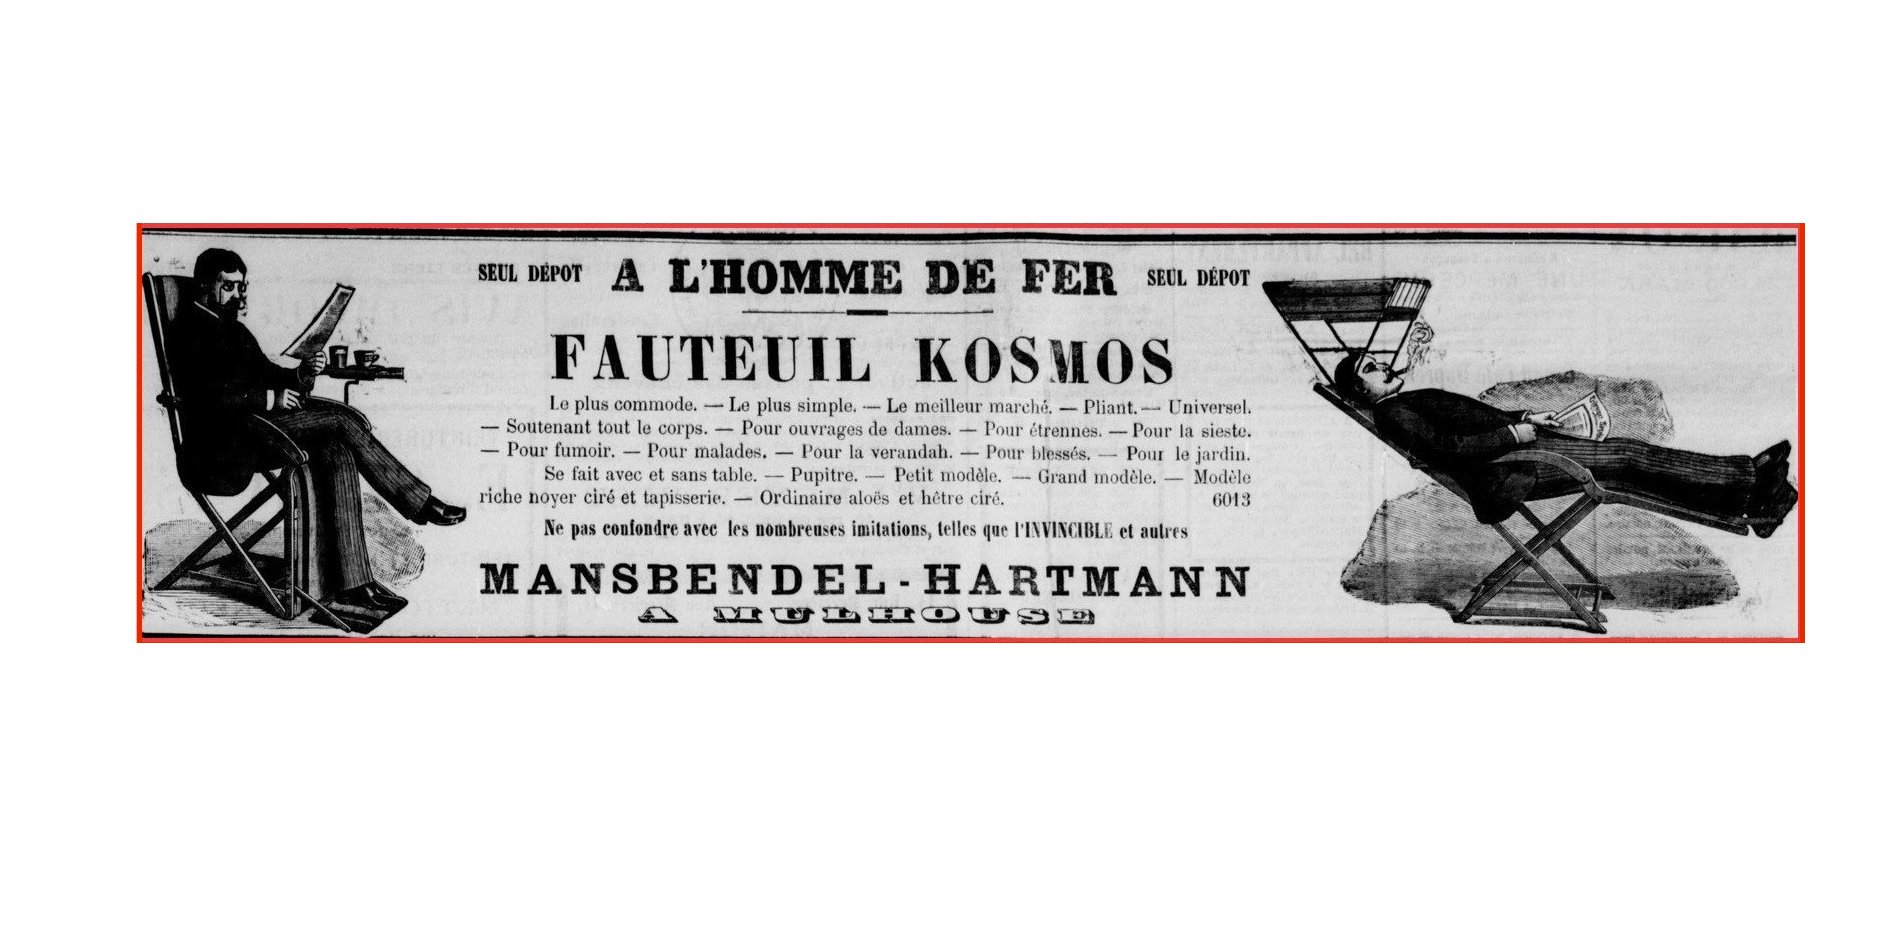 SEUL DÉPOT A L'HOMME DE FER SEUL DÉPOT
FAUTEUIL KOSMOS
Le plus commode. — Le plus simple. — Le meilleur marché. — Pliant. — Universel.
— Soutenant tout le corps. — Pour ouvrages de dames. — Pour étrennes. — Pour la sieste.
— Pour fumoir. — Pour malades. — Pour la verandah. — Pour blessés. — Pour le jardin.
Se fait avec et sans table. — Pupitre. — Petit modèle. — Grand modèle. — Modèle
riche noyer ciré et tapisserie. — Ordinaire aloës et hêtre ciré. 6013
Ne pas confondre avec les nombreuses imitations, telles que l'INVINCIBLE et autres
MANSBENDEL-HARTMANN
A MULHOUSE